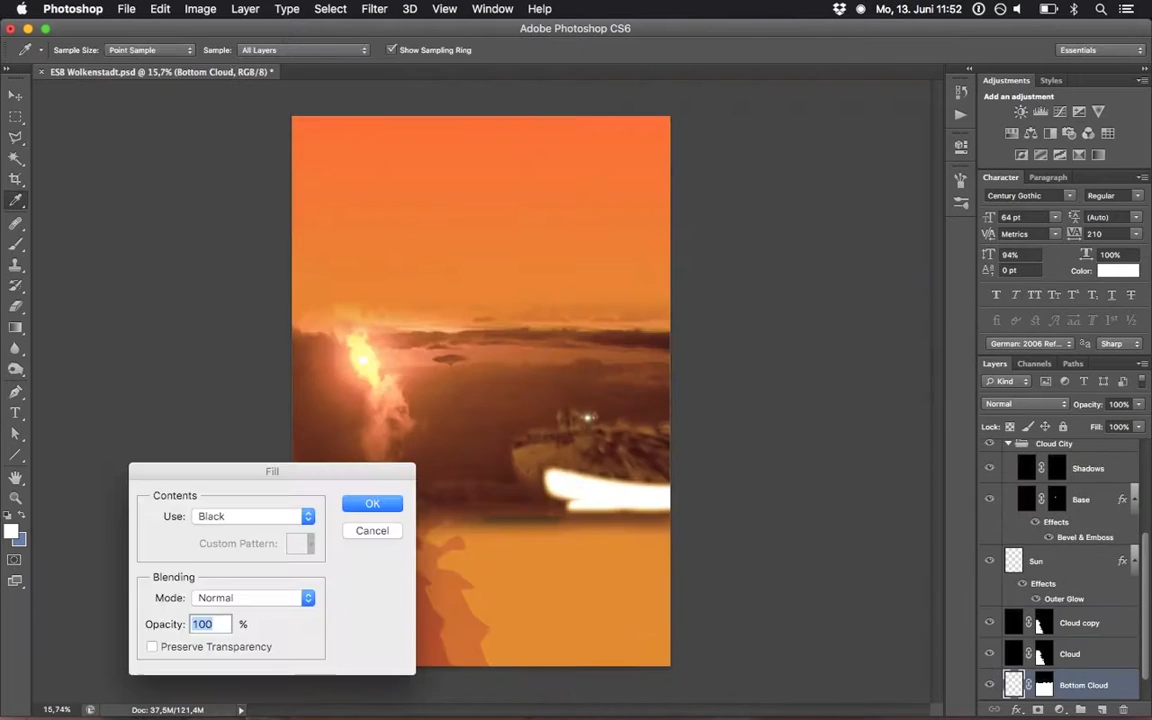 Photoshop File Edit Image Layer Type Select Filter 3D View Window Help Mo, 13. Juni 11:52
Adobe Photoshop CS6
Sample Size: Point Sample Sample: All Layers Show Sampling Ring Essentials
ESB Wolkenstadt.psd @ 15,7% (Bottom Cloud, RGB/8) *
Adjustments Styles
Add an adjustment
Character Paragraph
Century Gothic Regular
64 pt (Auto)
Metrics 210
94% 100%
0 pt Color:
German: 2006 Ref... Sharp
Layers Channels Paths
Kind
Normal Opacity: 100%
Lock: Fill: 100%
Cloud City
Shadows
Base fx
Effects
Bevel & Emboss
Sun fx
Effects
Outer Glow
Cloud copy
Cloud
Bottom Cloud
Fill
Contents
Use: Black
Custom Pattern:
OK
Cancel
Blending
Mode: Normal
Opacity: 100 %
Preserve Transparency
15,74% Doc: 37,5M/121,4M